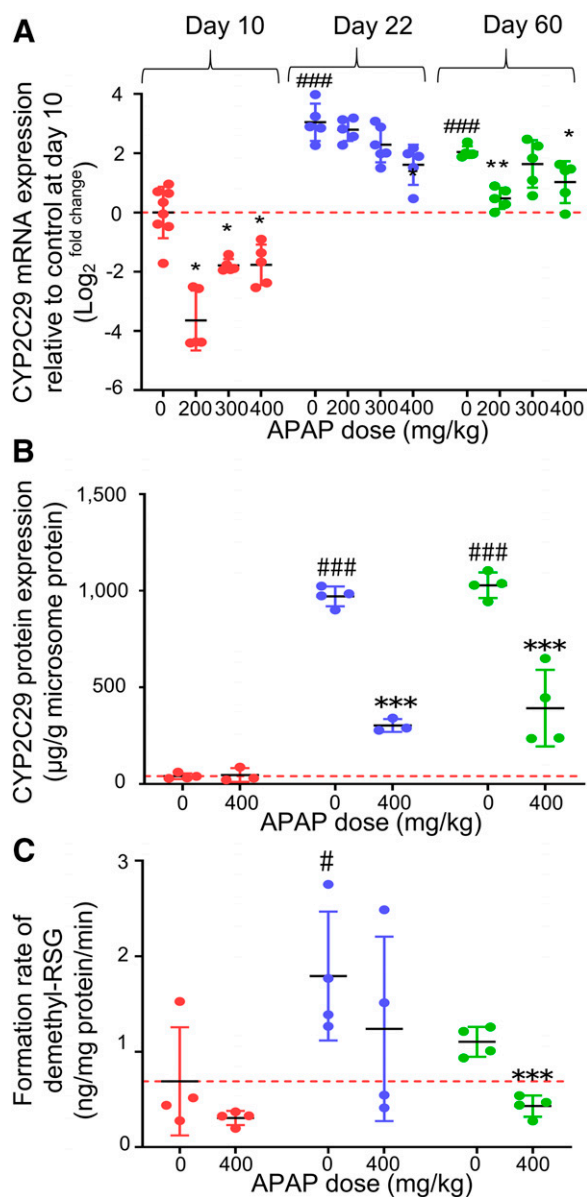 A
Day 10 Day 22 Day 60
CYP2C29 mRNA expression
relative to control at day 10
(Log2 fold change)
6
4
2
0
-2
-4
-6
* * *
### *
### ** *
0 200 300 400 0 200 300 400 0 200 300 400
APAP dose (mg/kg)
B
CYP2C29 protein expression
(µg/g microsome protein)
1,500
1,000
500
0
### ***
### ***
0 400 0 400 0 400
APAP dose (mg/kg)
C
Formation rate of
demethyl-RSG
(ng/mg protein/min)
3
2
1
0
#
***
0 400 0 400 0 400
APAP dose (mg/kg)